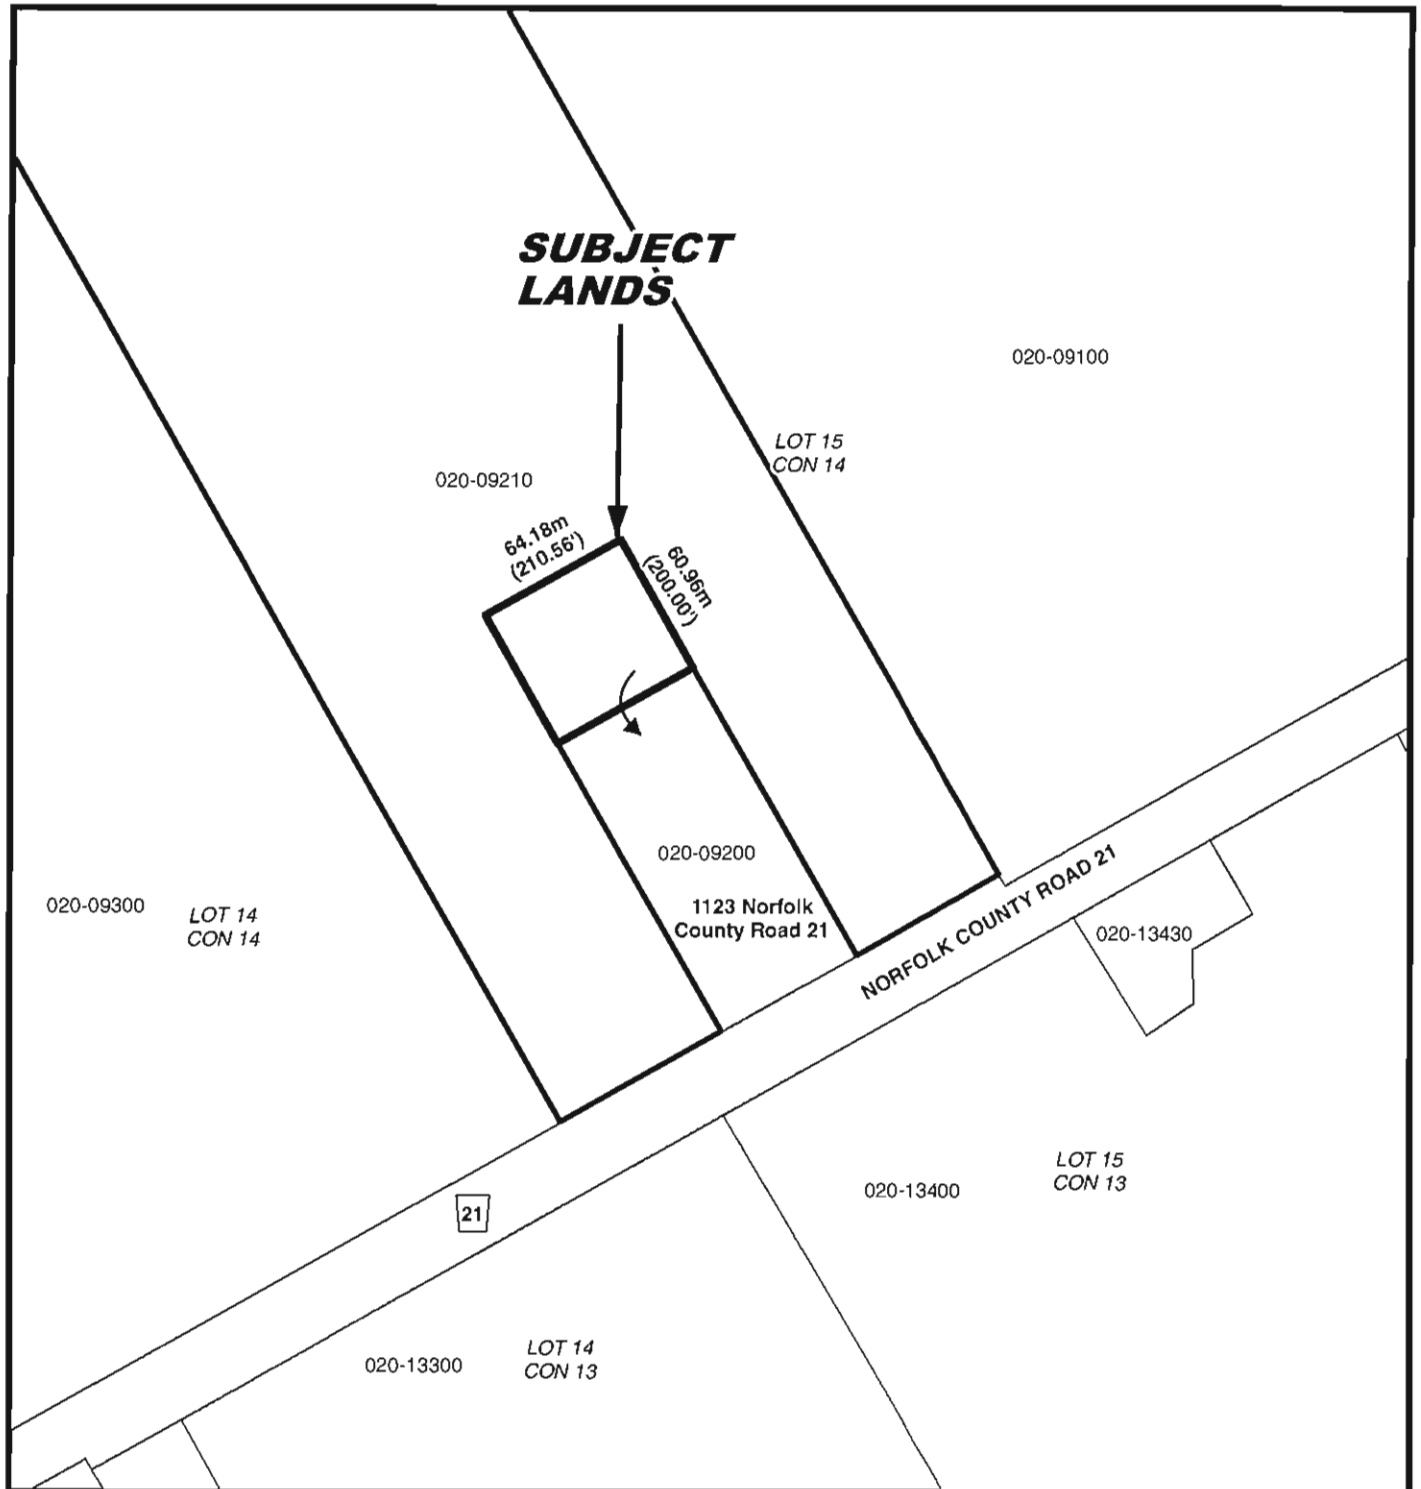 SUBJECT
LANDS
020-09100
LOT 15
CON 14
020-09210
64.18m
(210.56')
60.96m
(200.00')
020-09200
1123 Norfolk
County Road 21
020-09300
LOT 14
CON 14
NORFOLK COUNTY ROAD 21
020-13430
LOT 15
CON 13
020-13400
21
LOT 14
CON 13
020-13300